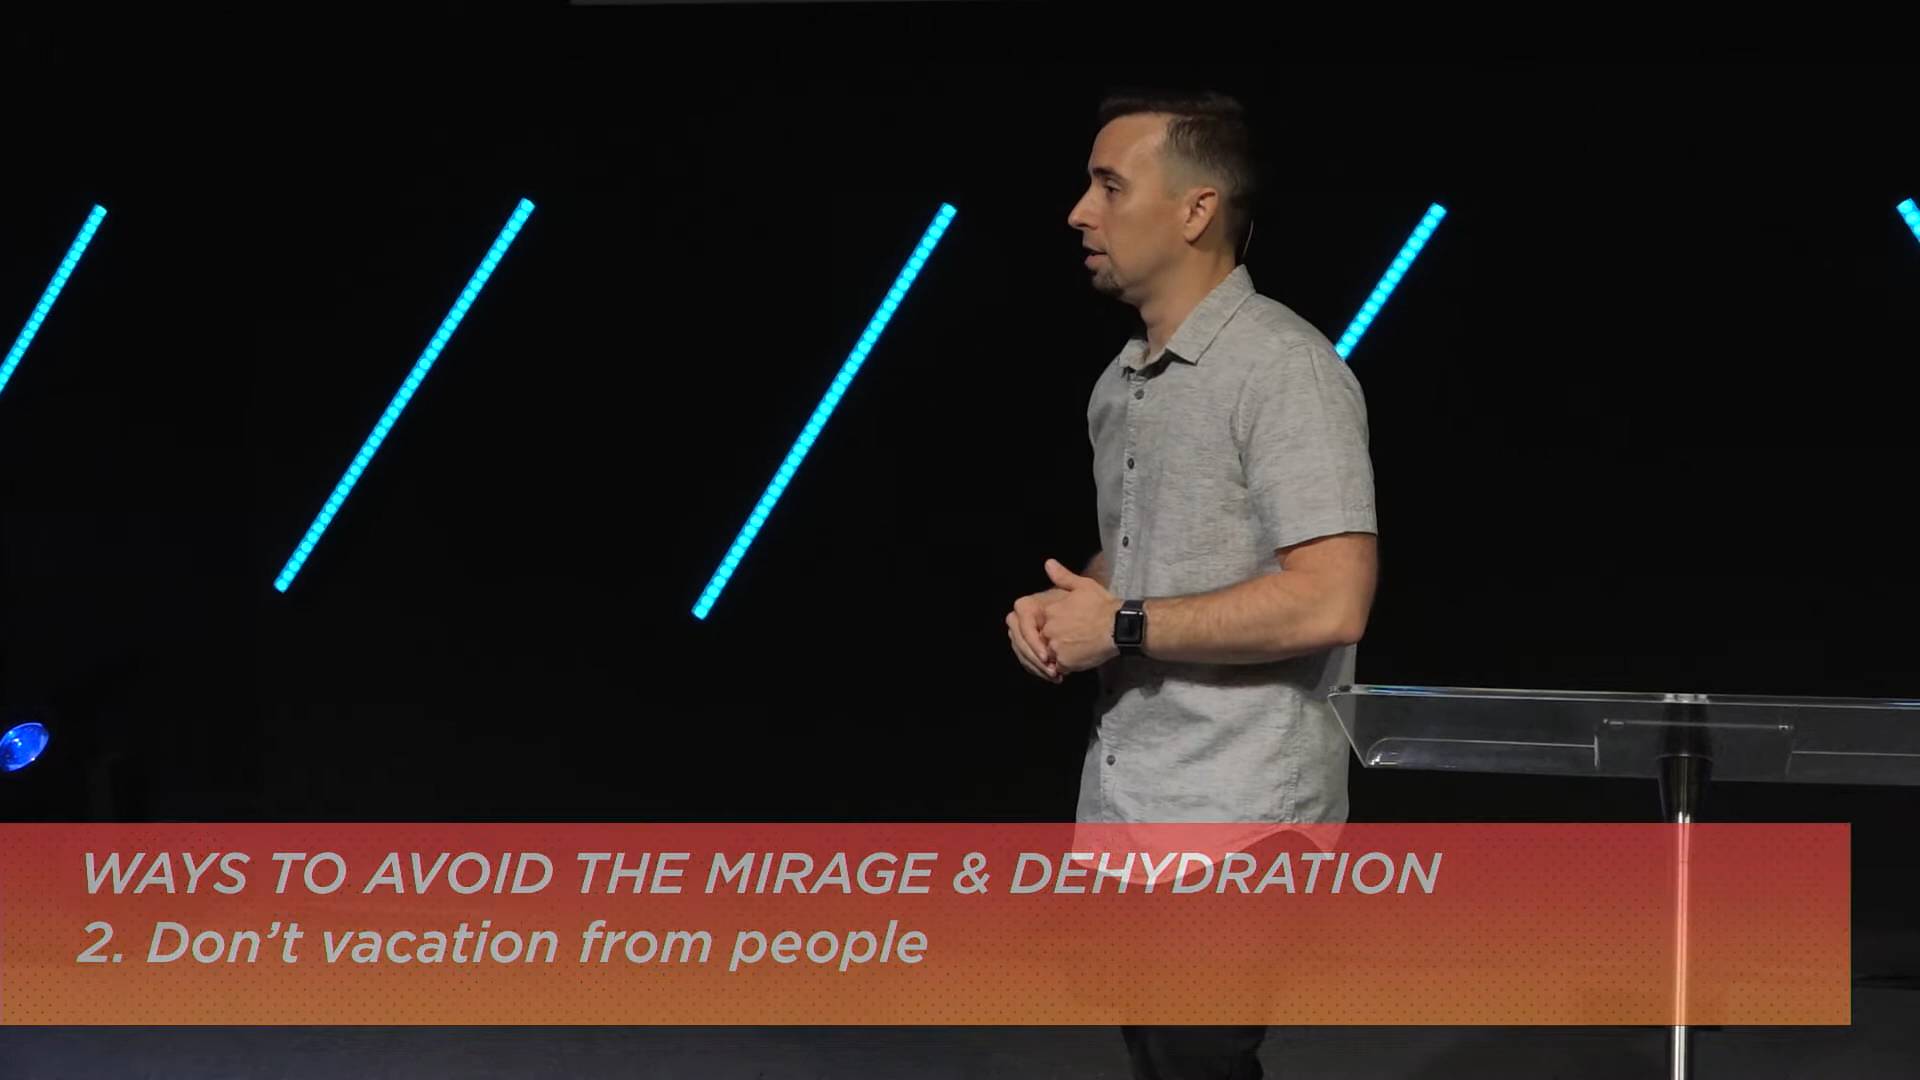 WAYS TO AVOID THE MIRAGE & DEHYDRATION
2. Don’t vacation from people